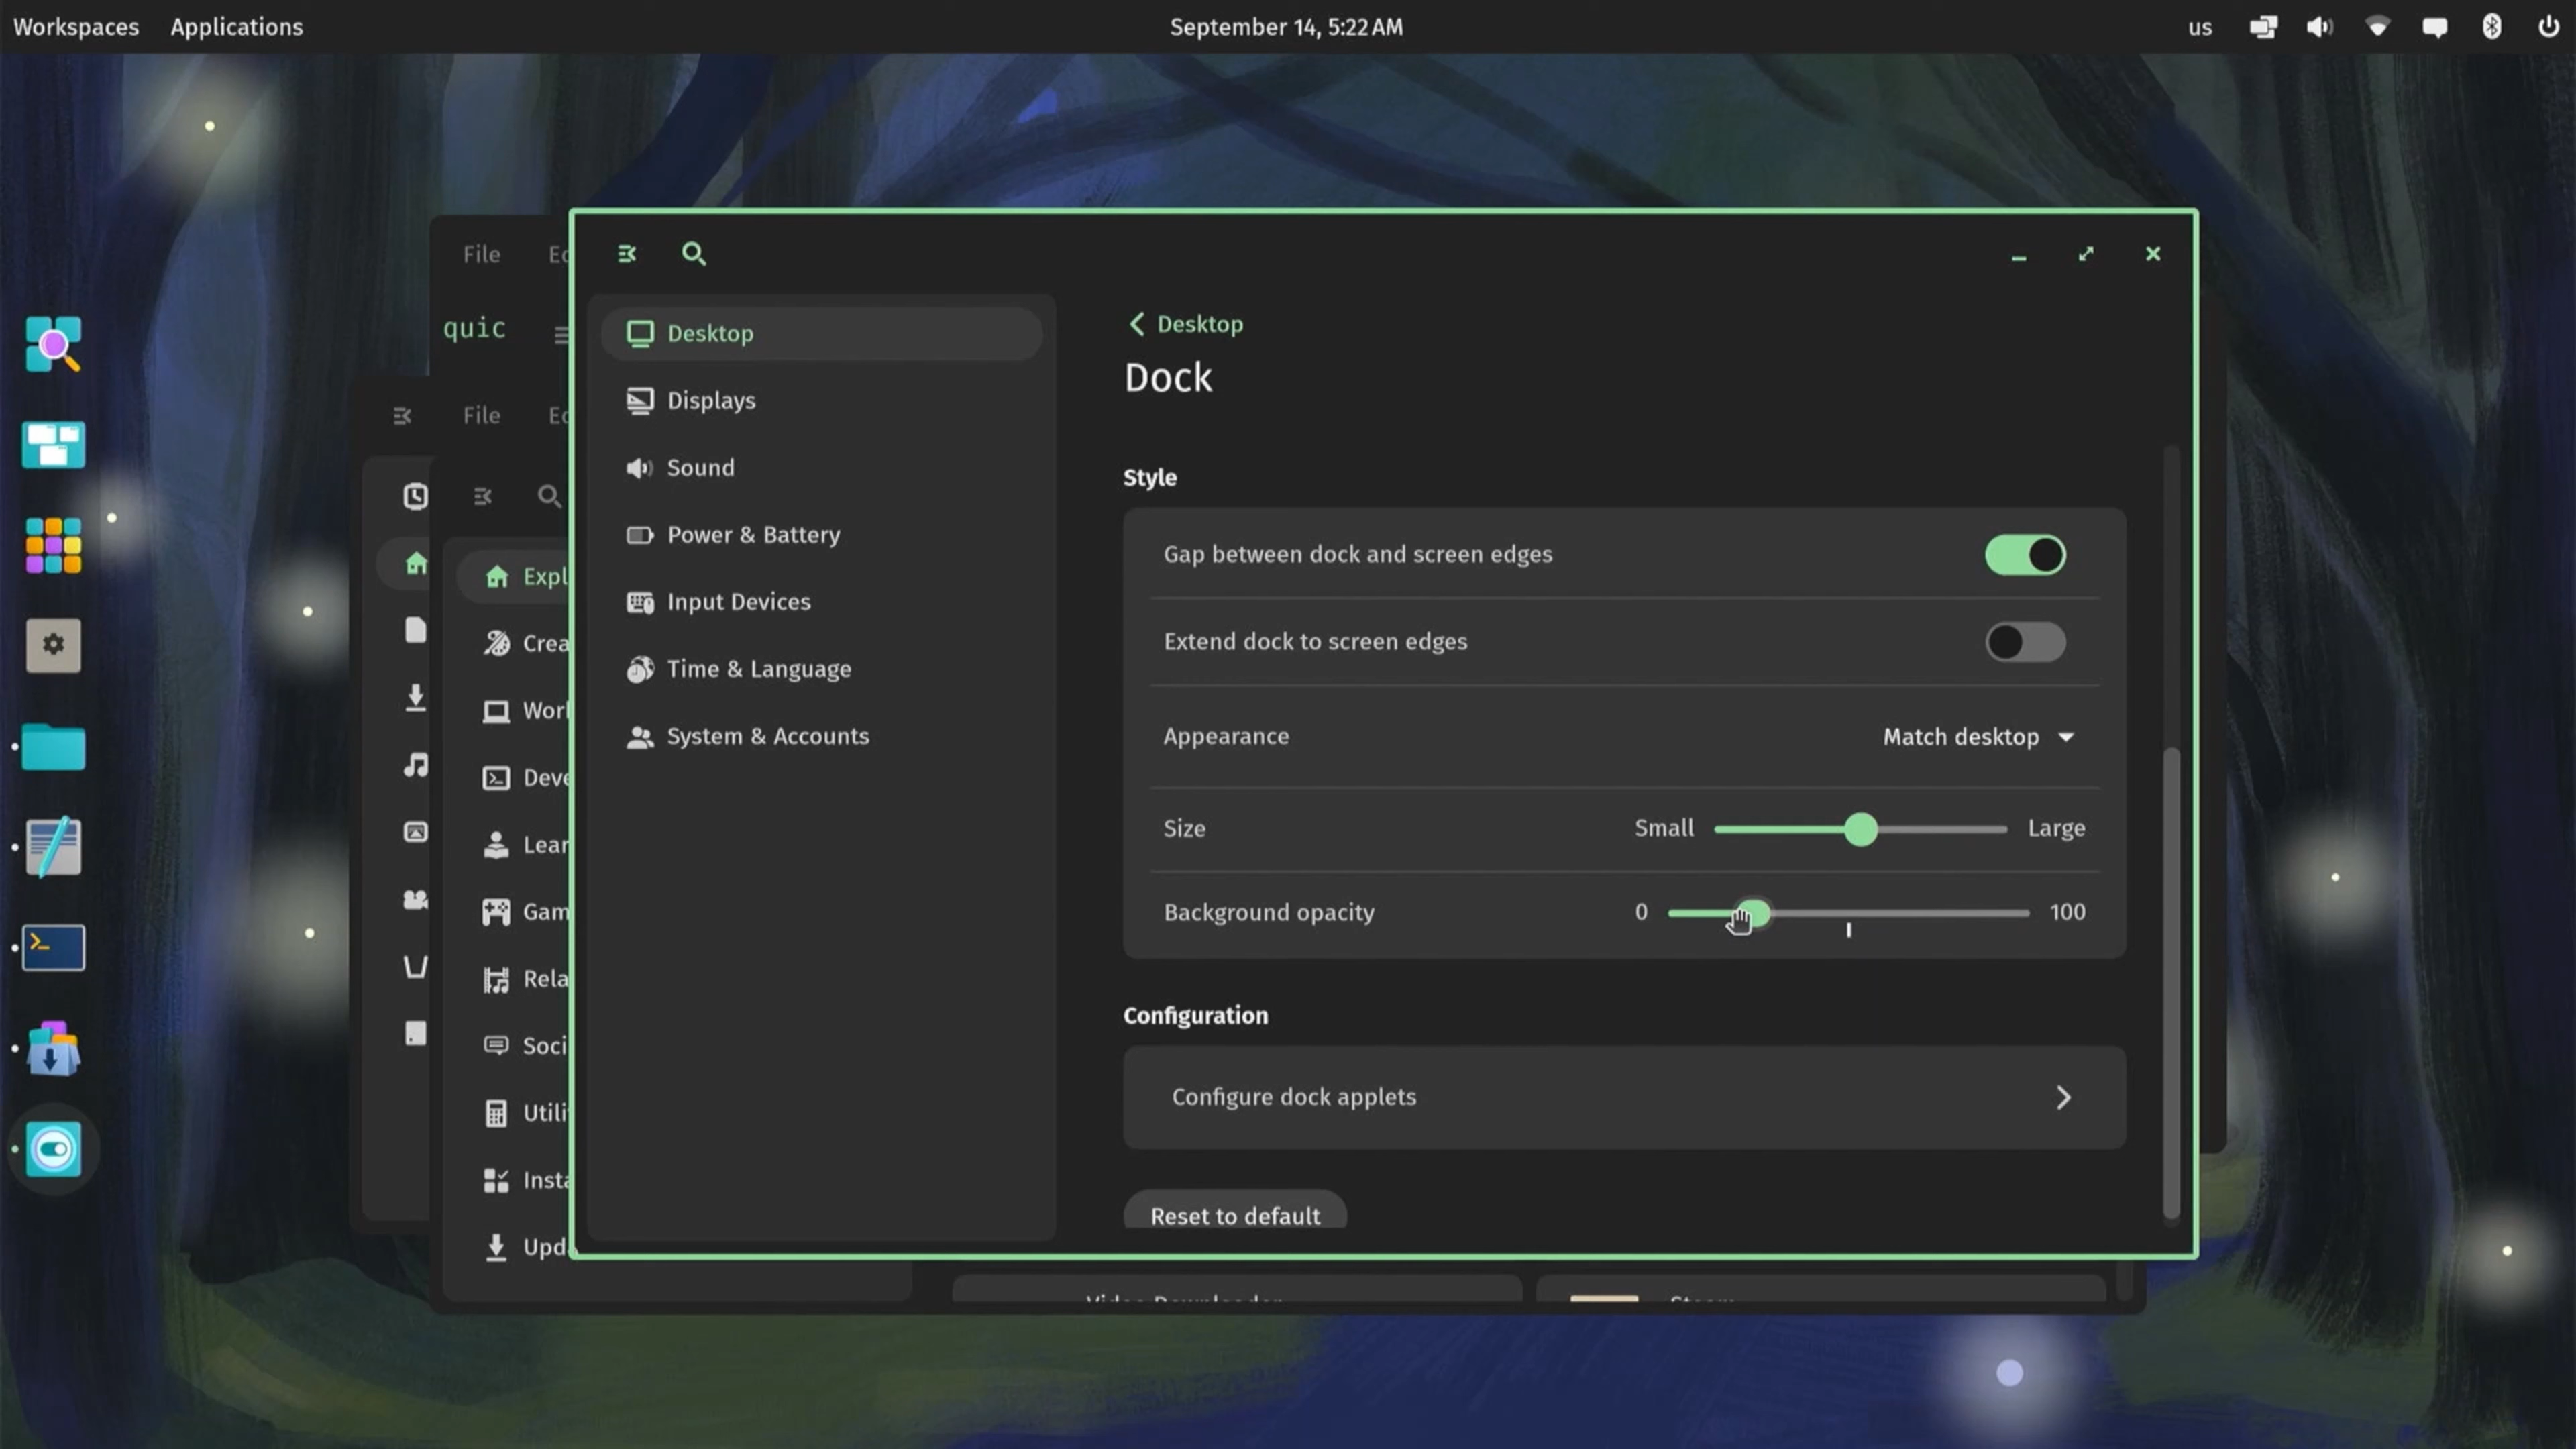 Workspaces Applications September 14, 5:22 AM us
File
quic
File
Desktop
Displays
Sound
Power & Battery
Input Devices
Time & Language
System & Accounts
Expl
Crea
Worl
Deve
Lear
Gam
Rela
Soci
Utili
Insta
Upda
Desktop
Dock
Style
Gap between dock and screen edges
Extend dock to screen edges
Appearance Match desktop
Size Small Large
Background opacity 0 100
Configuration
Configure dock applets
Reset to default